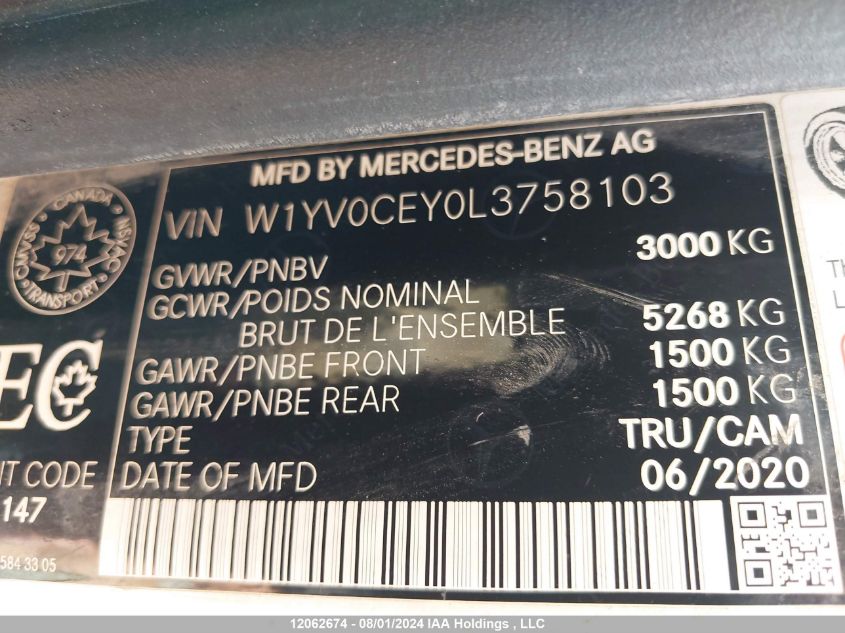 MFD BY MERCEDES-BENZ AG
VIN W1YV0CEY0L3758103
CANADA
CMVSS NSVAC
974
TRANSPORT
GVWR/PNBV 3000 KG
GCWR/POIDS NOMINAL
BRUT DE L'ENSEMBLE 5268 KG
GAWR/PNBE FRONT 1500 KG
GAWR/PNBE REAR 1500 KG
TYPE TRU/CAM
DATE OF MFD 06/2020
EC
CODE
147
584 33 05
12062674 - 08/01/2024 IAA Holdings , LLC